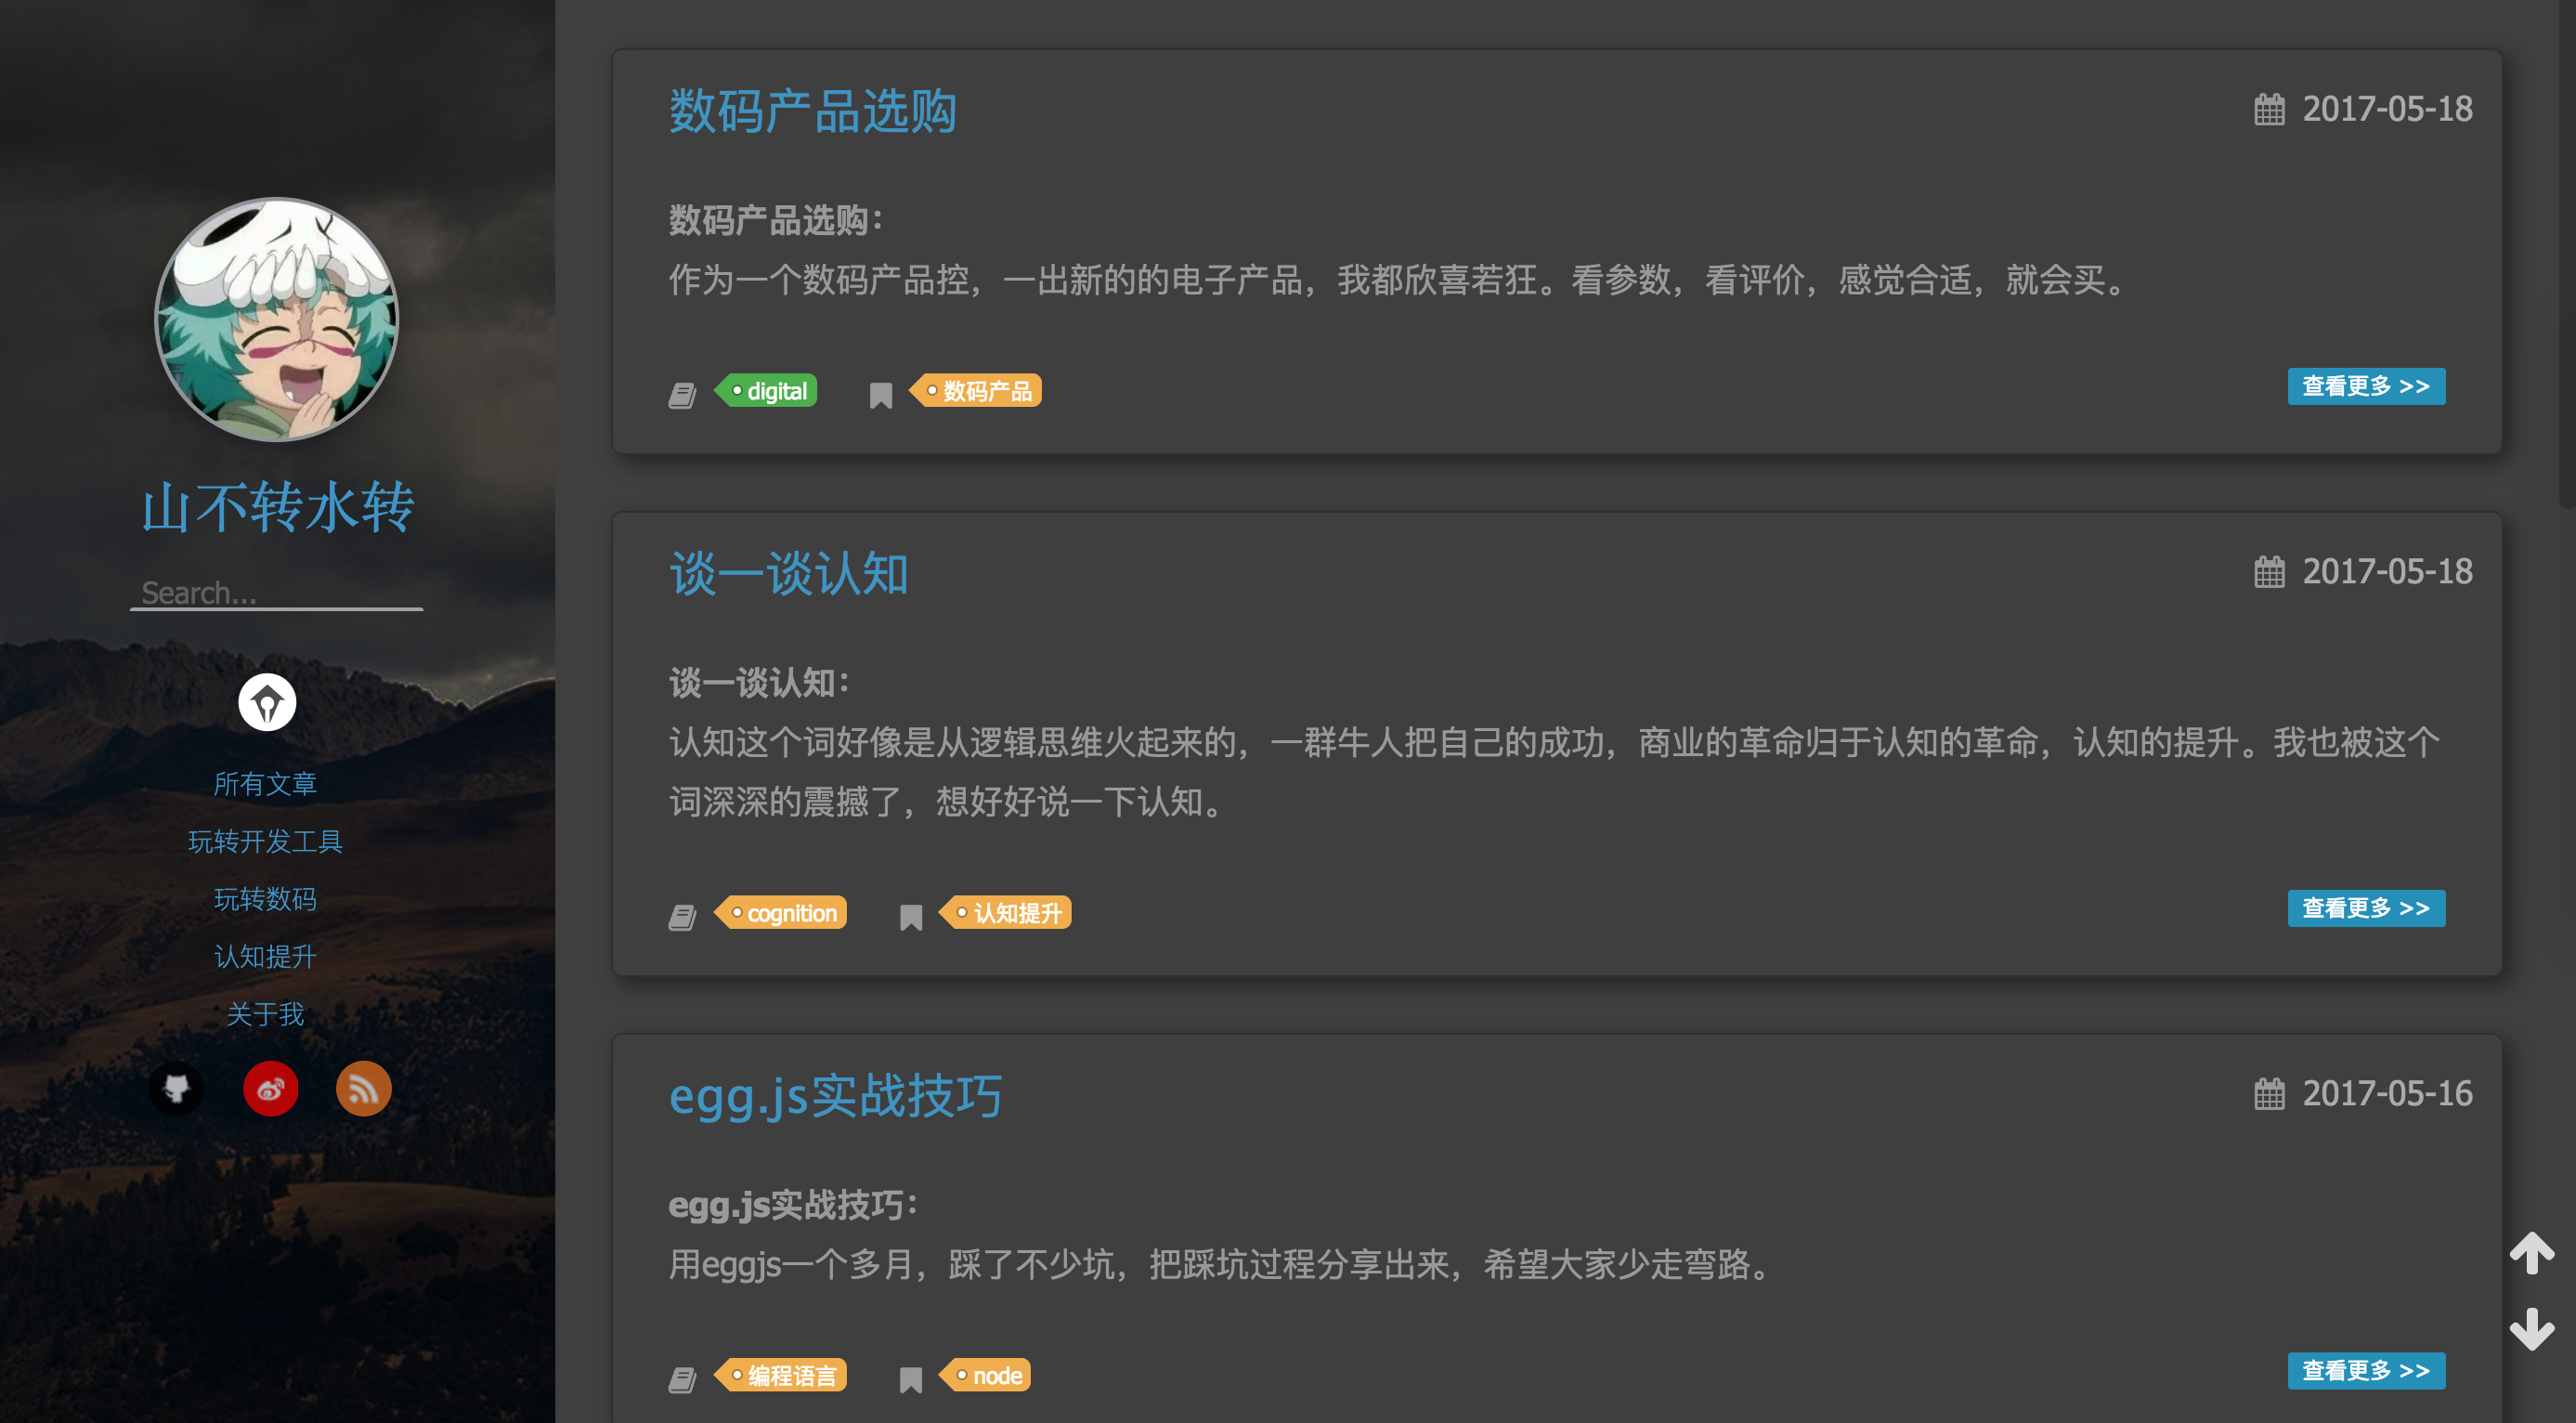 山不转水转
Search...
所有文章
玩转开发工具
玩转数码
认知提升
关于我
数码产品选购
2017-05-18
数码产品选购：
作为一个数码产品控，一出新的的电子产品，我都欣喜若狂。看参数，看评价，感觉合适，就会买。
digital
数码产品
查看更多 >>
谈一谈认知
2017-05-18
谈一谈认知：
认知这个词好像是从逻辑思维火起来的，一群牛人把自己的成功，商业的革命归于认知的革命，认知的提升。我也被这个
词深深的震撼了，想好好说一下认知。
cognition
认知提升
查看更多 >>
egg.js实战技巧
2017-05-16
egg.js实战技巧：
用eggjs一个多月，踩了不少坑，把踩坑过程分享出来，希望大家少走弯路。
编程语言
node
查看更多 >>